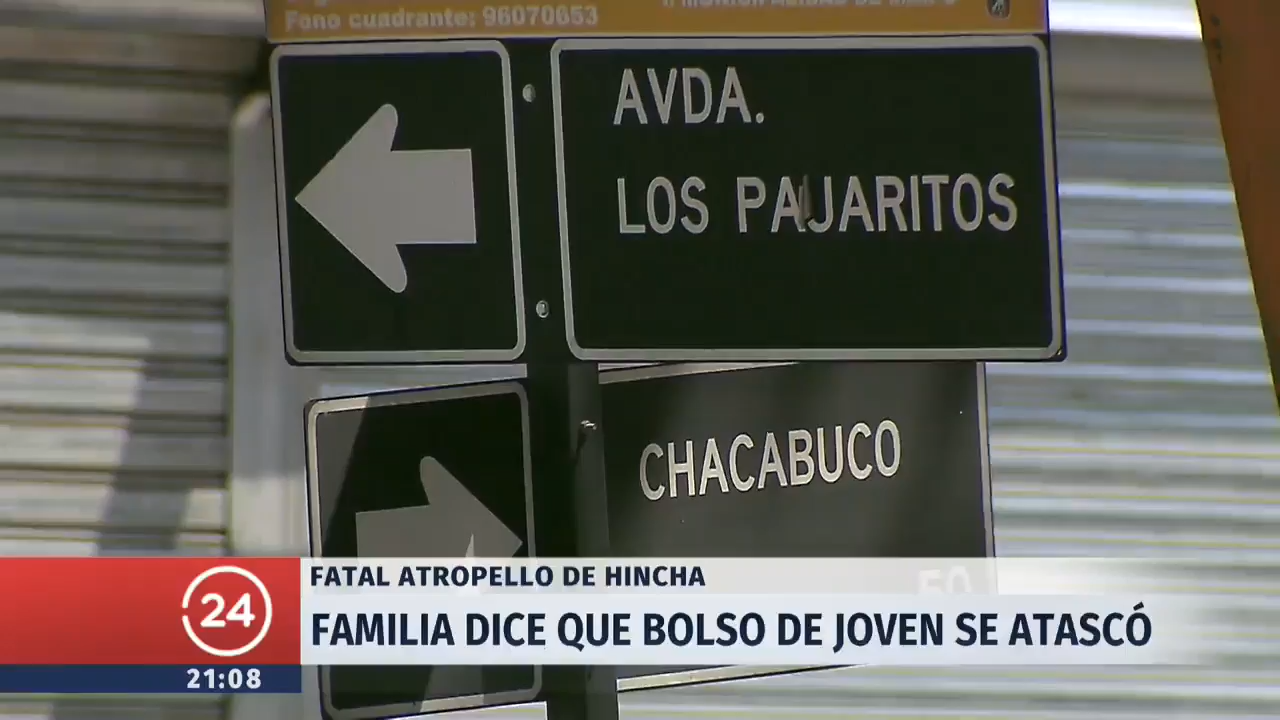 Fono cuadrante: 96070653
AVDA.
LOS PAJARITOS
CHACABUCO
50
FATAL ATROPELLO DE HINCHA
24
FAMILIA DICE QUE BOLSO DE JOVEN SE ATASCÓ
21:08